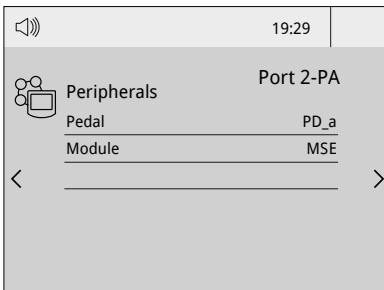 19:29
Port 2-PA
Peripherals
Pedal PD_a
Module MSE